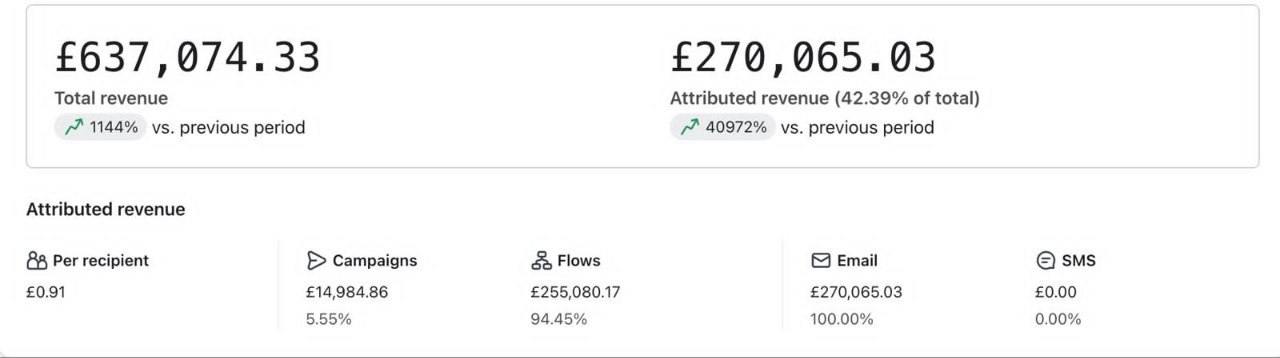 £637,074.33
Total revenue
1144% vs. previous period
£270,065.03
Attributed revenue (42.39% of total)
40972% vs. previous period
Attributed revenue
Per recipient
£0.91
Campaigns
£14,984.86
5.55%
Flows
£255,080.17
94.45%
Email
£270,065.03
100.00%
SMS
£0.00
0.00%